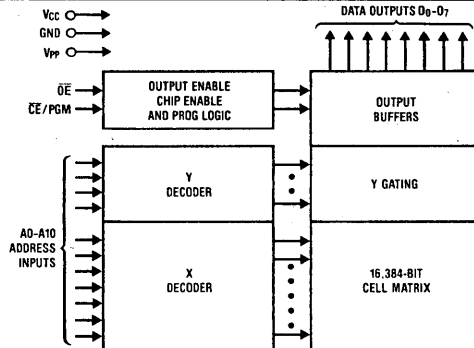 VCC
GND
VPP
DATA OUTPUTS O0-O7
OE
CE/PGM
OUTPUT ENABLE
CHIP ENABLE
AND PROG LOGIC
OUTPUT
BUFFERS
Y
DECODER
Y GATING
A0-A10
ADDRESS
INPUTS
X
DECODER
16,384-BIT
CELL MATRIX